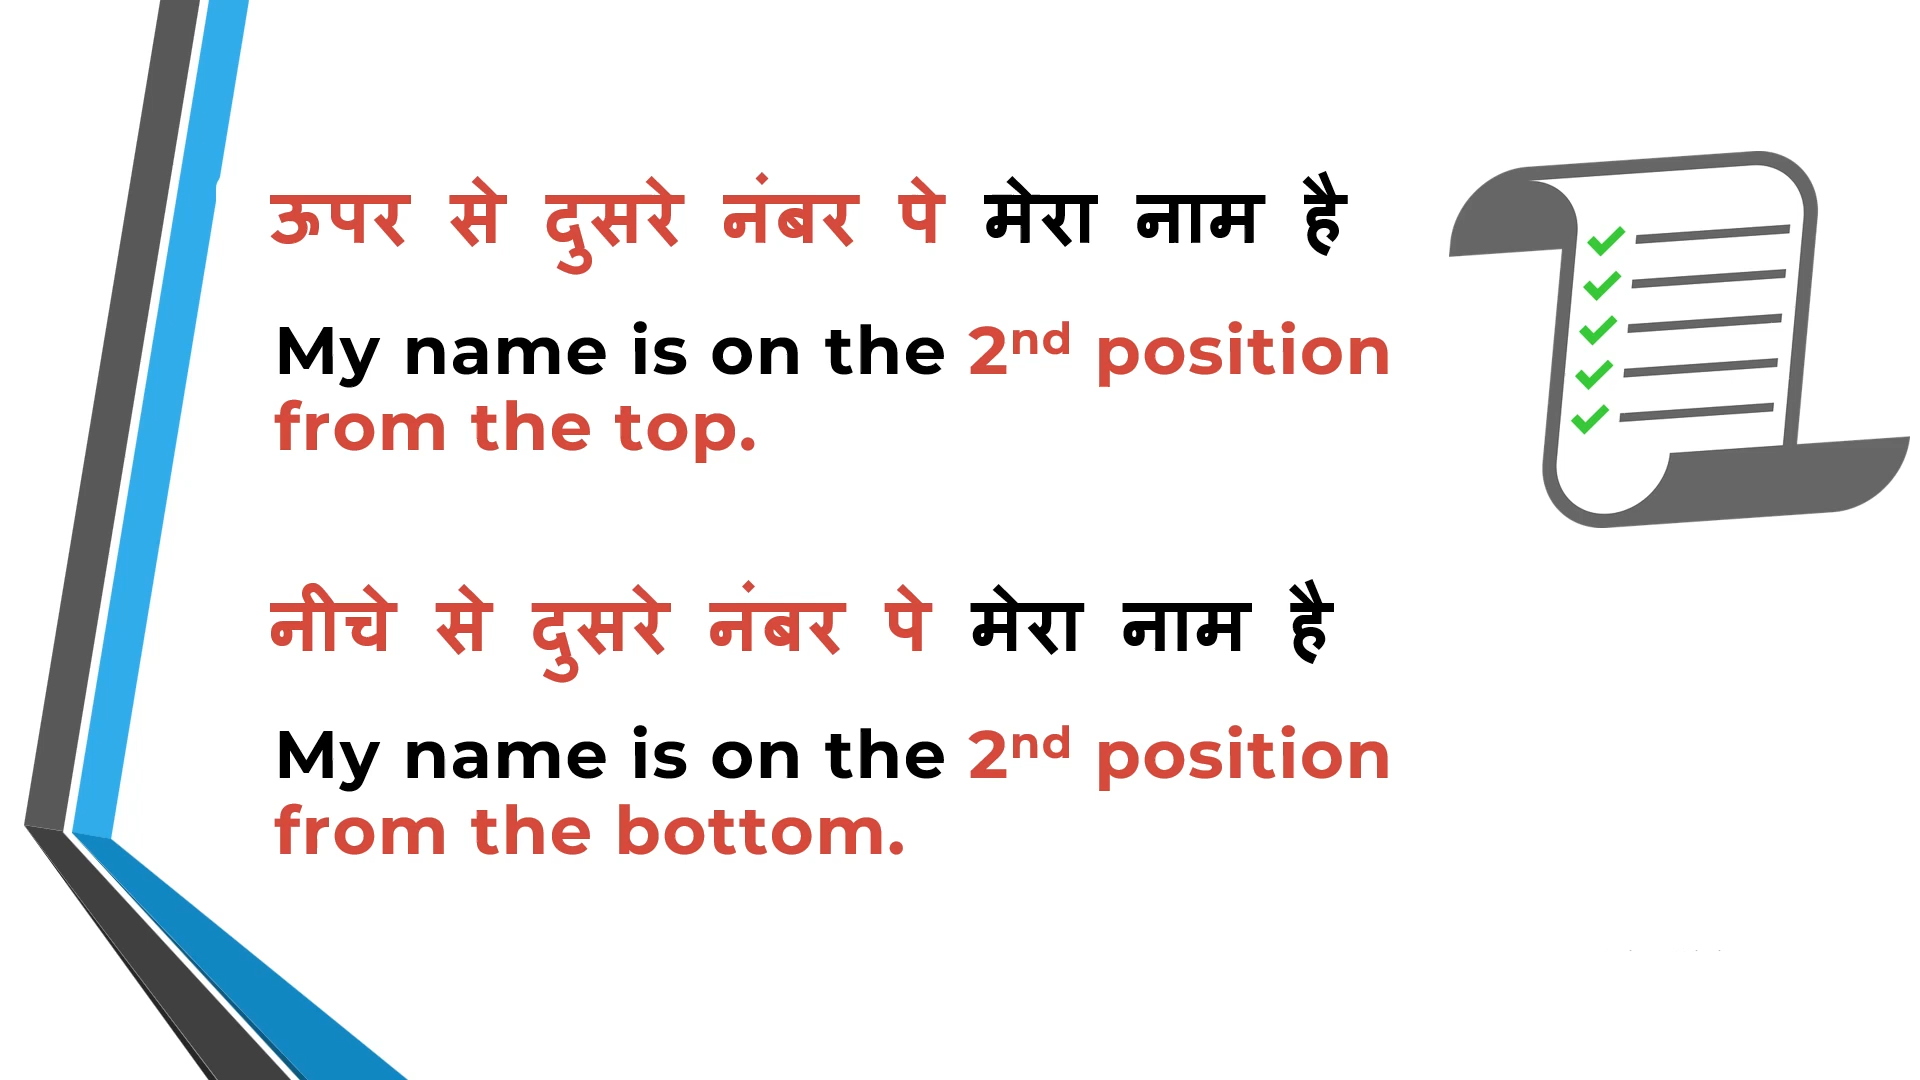 ऊपर से दुसरे नंबर पे मेरा नाम है
My name is on the 2nd position
from the top.
नीचे से दुसरे नंबर पे मेरा नाम है
My name is on the 2nd position
from the bottom.